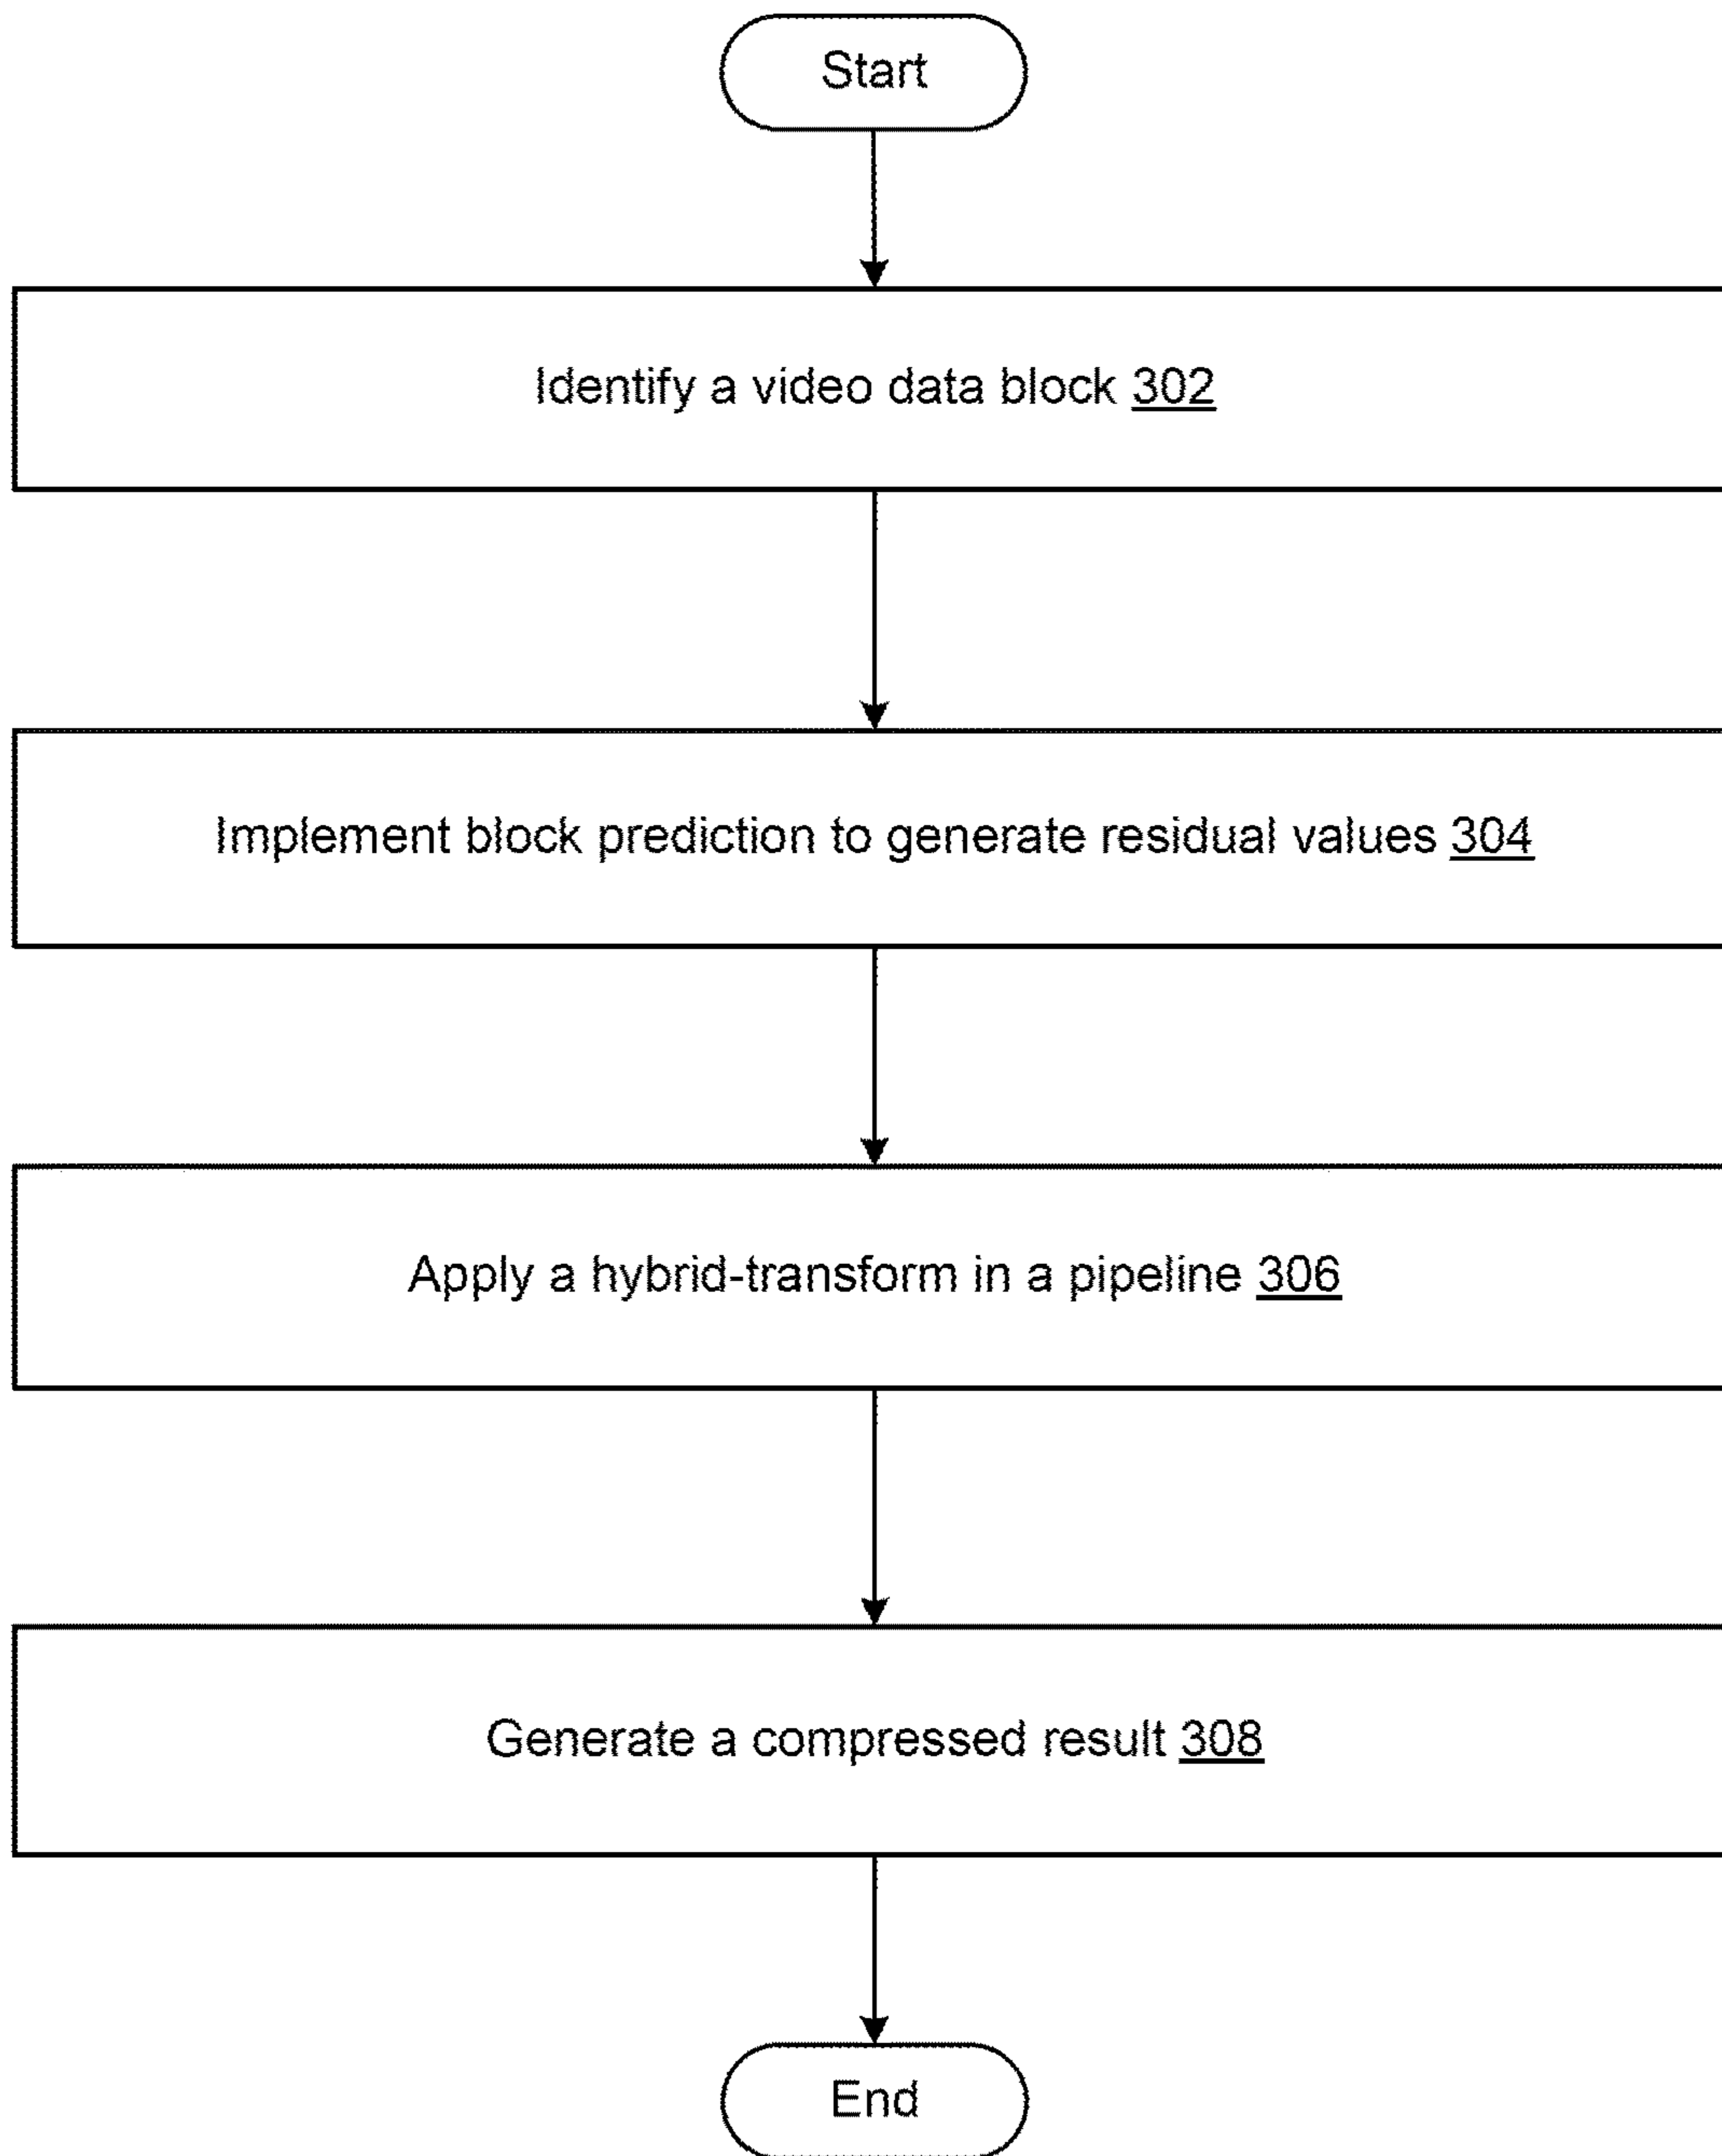 Start
Identify a video data block 302
Implement block prediction to generate residual values 304
Apply a hybrid-transform in a pipeline 306
Generate a compressed result 308
End